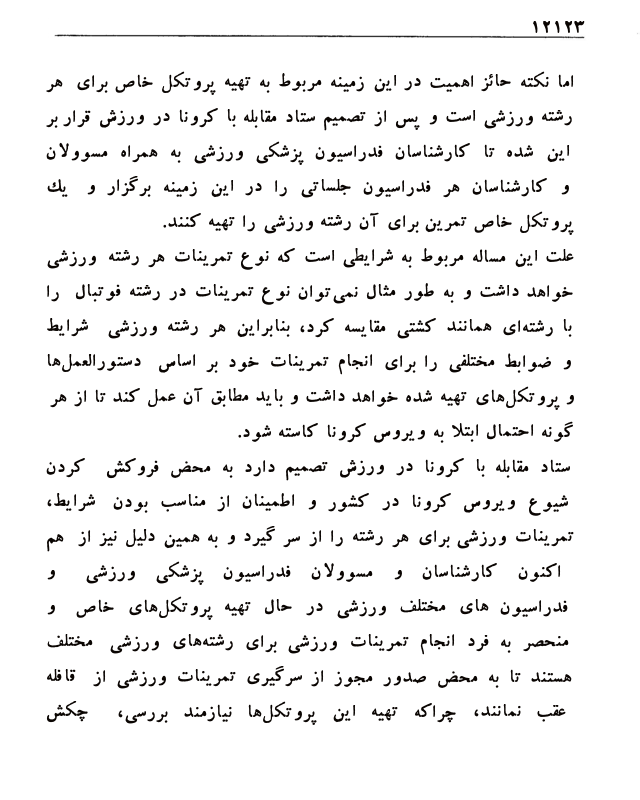 ۱۲۱۲۳
اما نکته حائز اهمیت در این زمینه مربوط به تهیه پروتکل خاص برای هر
رشته ورزشی است و پس از تصمیم ستاد مقابله با کرونا در ورزش قرار بر
این شده تا کارشناسان فدراسیون پزشکی ورزشی به همراه مسوولان
و کارشناسان هر فدراسیون جلساتی را در این زمینه برگزار و یك
پروتکل خاص تمرین برای آن رشته ورزشی را تهیه کنند.
علت این مساله مربوط به شرایطی است که نوع تمرینات هر رشته ورزشی
خواهد داشت و به طور مثال نمی‌توان نوع تمرینات در رشته فوتبال را
با رشته‌ای همانند کشتی مقایسه کرد، بنابراین هر رشته ورزشی شرایط
و ضوابط مختلفی را برای انجام تمرینات خود بر اساس دستورالعمل‌ها
و پروتکل‌های تهیه شده خواهد داشت و باید مطابق آن عمل کند تا از هر
گونه احتمال ابتلا به ویروس کرونا کاسته شود.
ستاد مقابله با کرونا در ورزش تصمیم دارد به محض فروکش کردن
شیوع ویروس کرونا در کشور و اطمینان از مناسب بودن شرایط،
تمرینات ورزشی برای هر رشته را از سر گیرد و به همین دلیل نیز از هم
اکنون کارشناسان و مسوولان فدراسیون پزشکی ورزشی و
فدراسیون های مختلف ورزشی در حال تهیه پروتکل‌های خاص و
منحصر به فرد انجام تمرینات ورزشی برای رشته‌های ورزشی مختلف
هستند تا به محض صدور مجوز از سرگیری تمرینات ورزشی از قافله
عقب نمانند، چراکه تهیه این پروتکل‌ها نیازمند بررسی، چکش